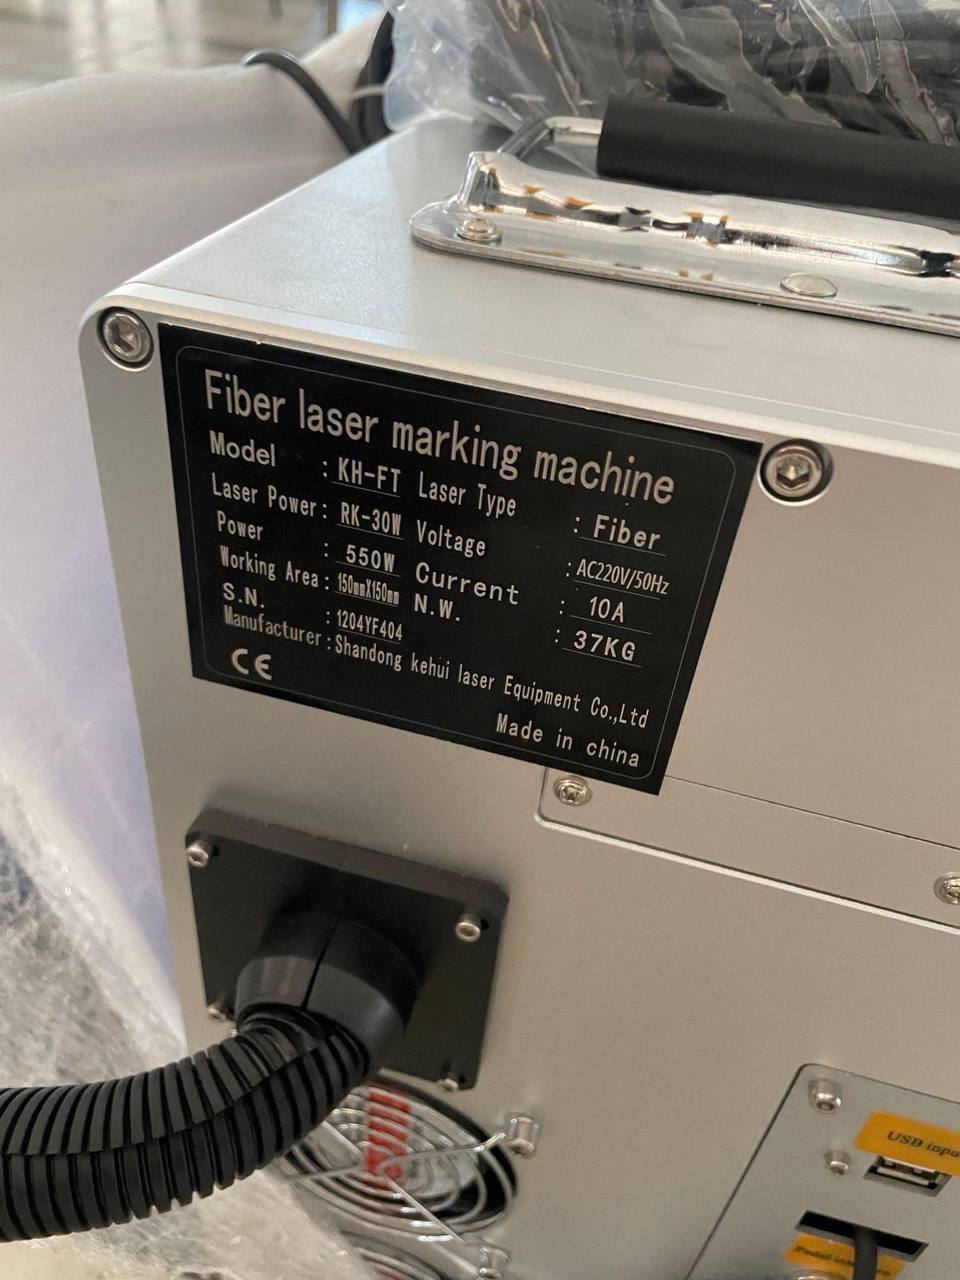 Fiber laser marking machine
Model : KH-FT Laser Type : Fiber
Laser Power: RK-30W Voltage : AC220V/50Hz
Power : 550W Current : 10A
Working Area: 150mmX150mm N.W. : 37KG
S.N. : 1204YF404
Manufacturer :Shandong kehui laser Equipment Co.,Ltd
CE
Made in china
USB